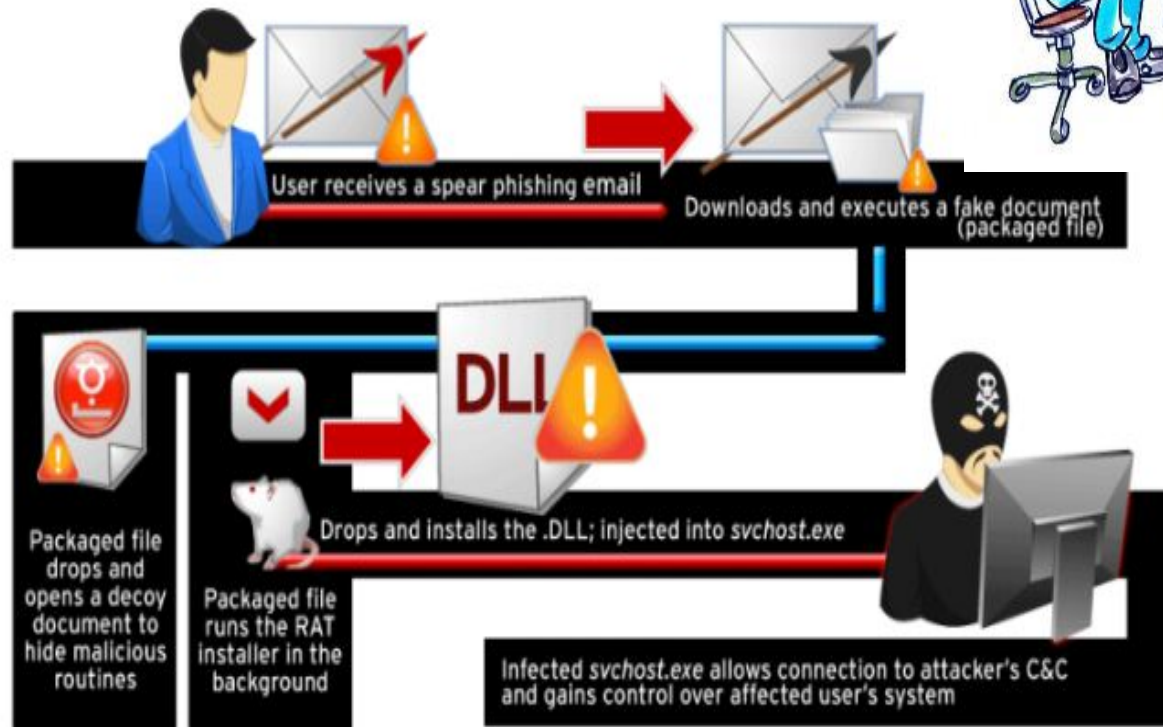 User receives a spear phishing email
Downloads and executes a fake document
(packaged file)
DLL
Packaged file
drops and
opens a decoy
document to
hide malicious
routines
Packaged file
runs the RAT
installer in the
background
Drops and installs the .DLL; injected into svchost.exe
Infected svchost.exe allows connection to attacker's C&C
and gains control over affected user's system